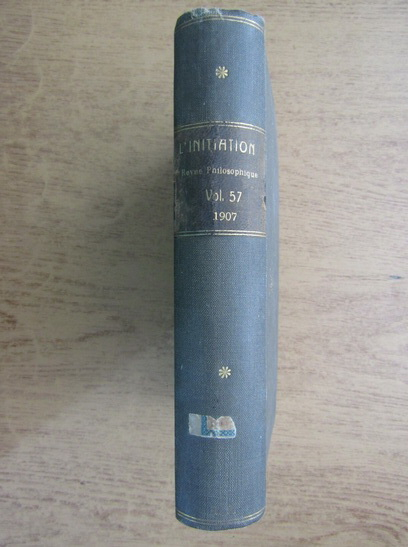 L'INITIATION
Revue Philosophique
Vol. 57
1907